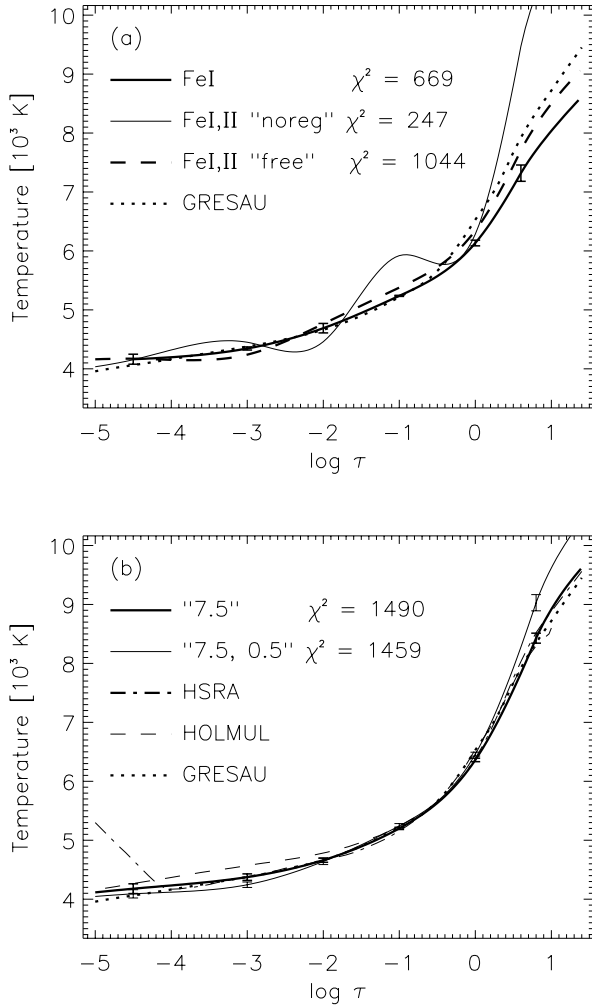 (a)
FeI χ² = 669
FeI,II "noreg" χ² = 247
FeI,II "free" χ² = 1044
GRESAU
Temperature [10³ K]
10
9
8
7
6
5
4
−5 −4 −3 −2 −1 0 1
log τ
(b)
"7.5" χ² = 1490
"7.5, 0.5" χ² = 1459
HSRA
HOLMUL
GRESAU
Temperature [10³ K]
10
9
8
7
6
5
4
−5 −4 −3 −2 −1 0 1
log τ